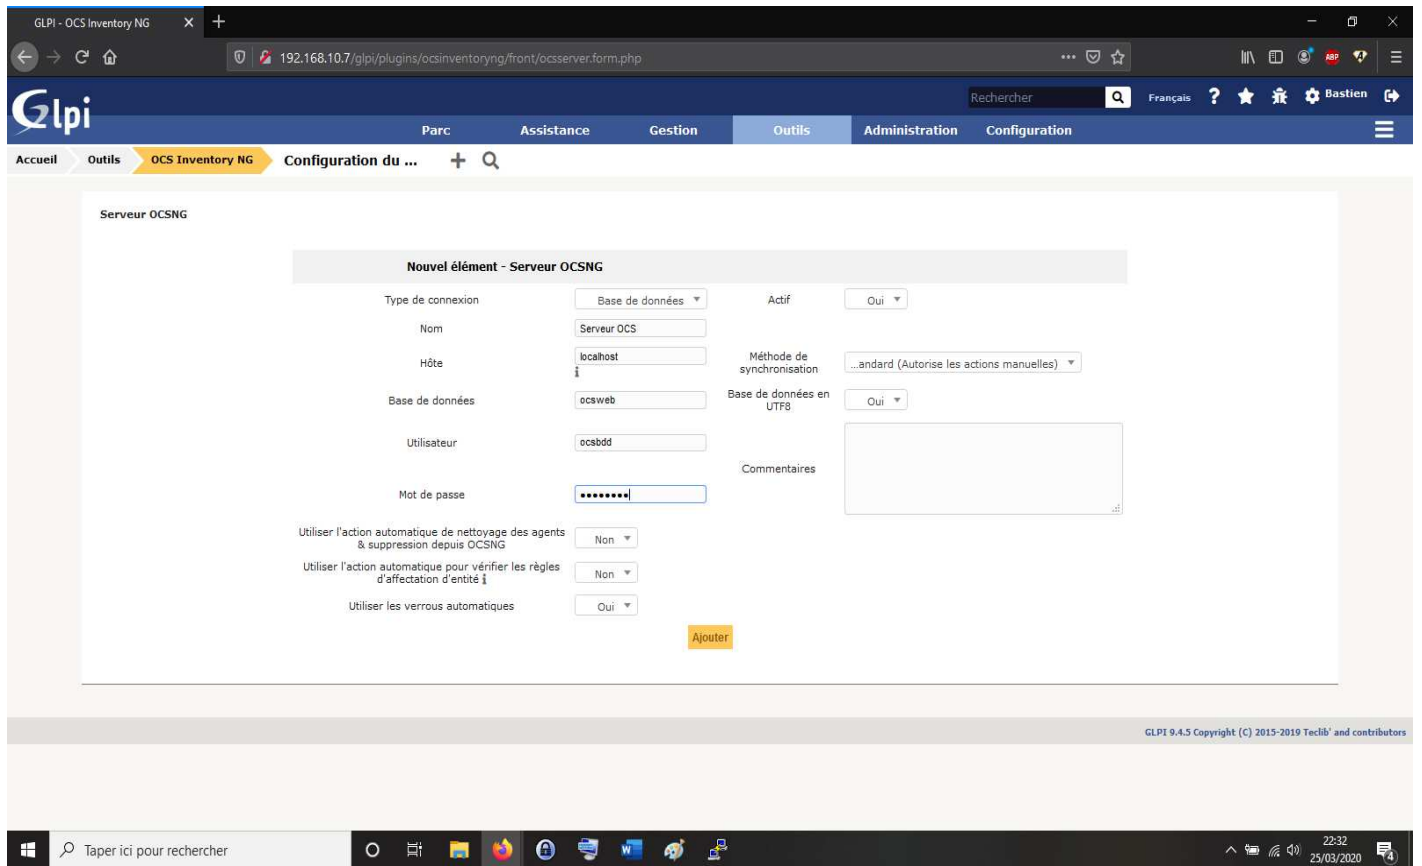 GLPI - OCS Inventory NG
192.168.10.7/glpi/plugins/ocsinventoryng/front/ocsserver.form.php
ABP
Glpi
Rechercher Français ? Bastien
Parc Assistance Gestion Outils Administration Configuration
Accueil Outils OCS Inventory NG Configuration du ...
Serveur OCSNG
Nouvel élément - Serveur OCSNG
Type de connexion Base de données Actif Oui
Nom Serveur OCS
Hôte localhost Méthode de synchronisation ...andard (Autorise les actions manuelles)
Base de données ocsweb Base de données en UTF8 Oui
Utilisateur ocsbdd
Commentaires
Mot de passe ••••••••
Utiliser l'action automatique de nettoyage des agents
& suppression depuis OCSNG Non
Utiliser l'action automatique pour vérifier les règles
d'affectation d'entité Non
Utiliser les verrous automatiques Oui
Ajouter
GLPI 9.4.5 Copyright (C) 2015-2019 Teclib' and contributors
Taper ici pour rechercher
22:32
25/03/2020
4